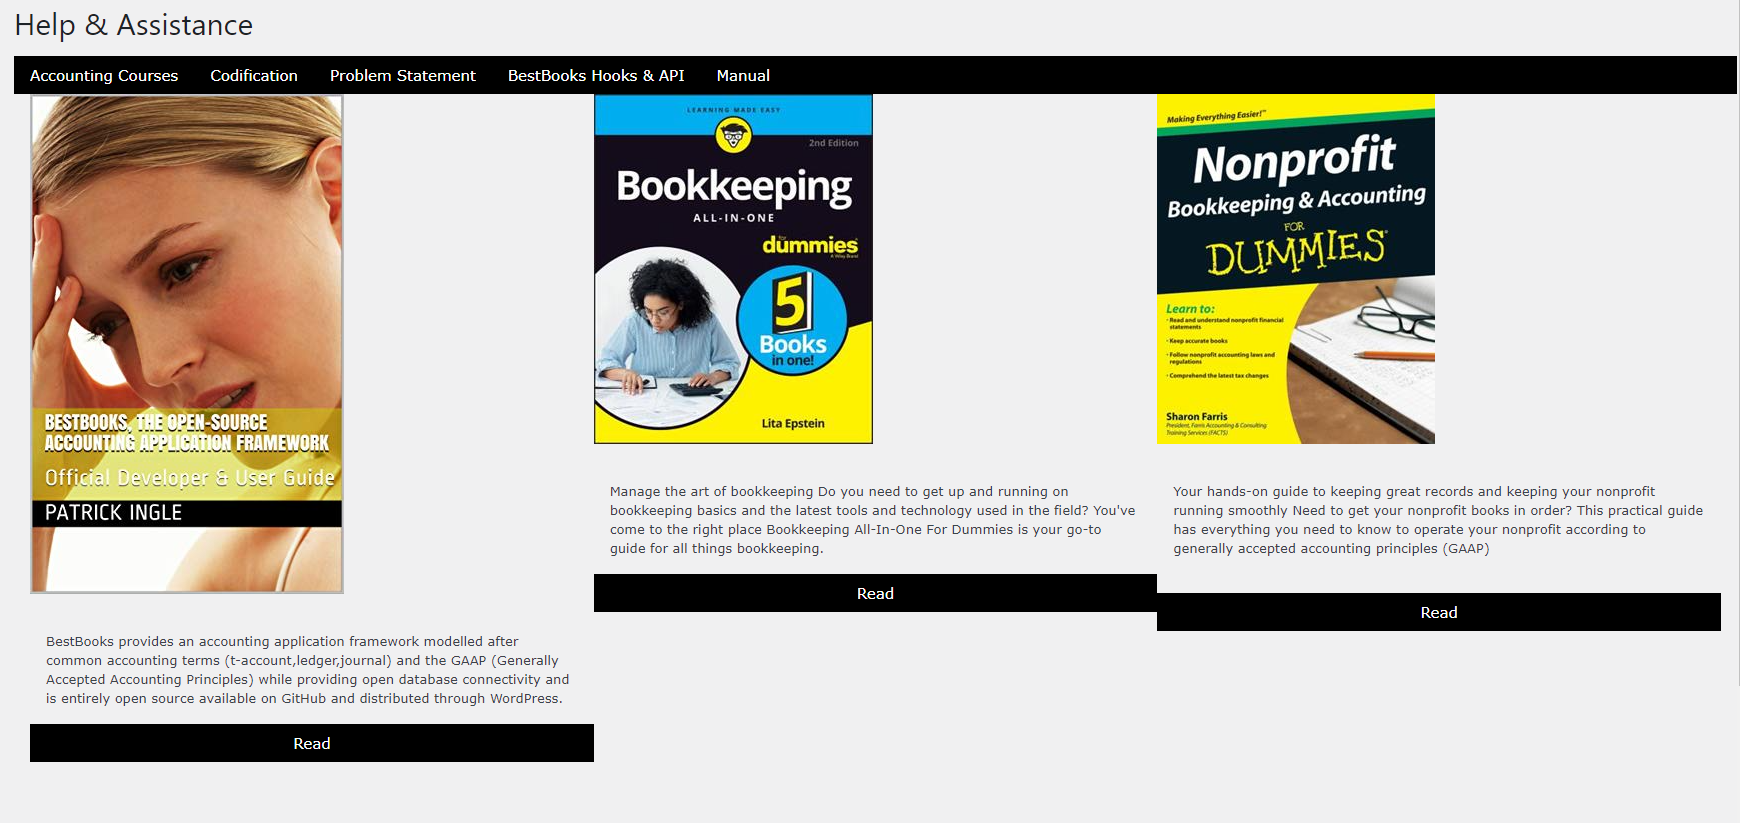 Help & Assistance
Accounting Courses Codification Problem Statement BestBooks Hooks & API Manual
BESTBOOKS, THE OPEN-SOURCE
ACCOUNTING APPLICATION FRAMEWORK
Official Developer & User Guide
PATRICK INGLE
BestBooks provides an accounting application framework modelled after
common accounting terms (t-account,ledger,journal) and the GAAP (Generally
Accepted Accounting Principles) while providing open database connectivity and
is entirely open source available on GitHub and distributed through WordPress.
Read
LEARNING MADE EASY
2nd Edition
Bookkeeping
ALL-IN-ONE
for
dummies
A Wiley Brand
5
Books
in one!
Lita Epstein
Manage the art of bookkeeping Do you need to get up and running on
bookkeeping basics and the latest tools and technology used in the field? You've
come to the right place Bookkeeping All-In-One For Dummies is your go-to
guide for all things bookkeeping.
Read
Making Everything Easier!™
Nonprofit
Bookkeeping & Accounting
FOR
DUMMIES®
Learn to:
• Read and understand nonprofit financial
statements
• Keep accurate books
• Follow nonprofit accounting laws and
regulations
• Comprehend the latest tax changes
Sharon Farris
President, Farris Accounting & Consulting
Training Services (FACTS)
Your hands-on guide to keeping great records and keeping your nonprofit
running smoothly Need to get your nonprofit books in order? This practical guide
has everything you need to know to operate your nonprofit according to
generally accepted accounting principles (GAAP)
Read